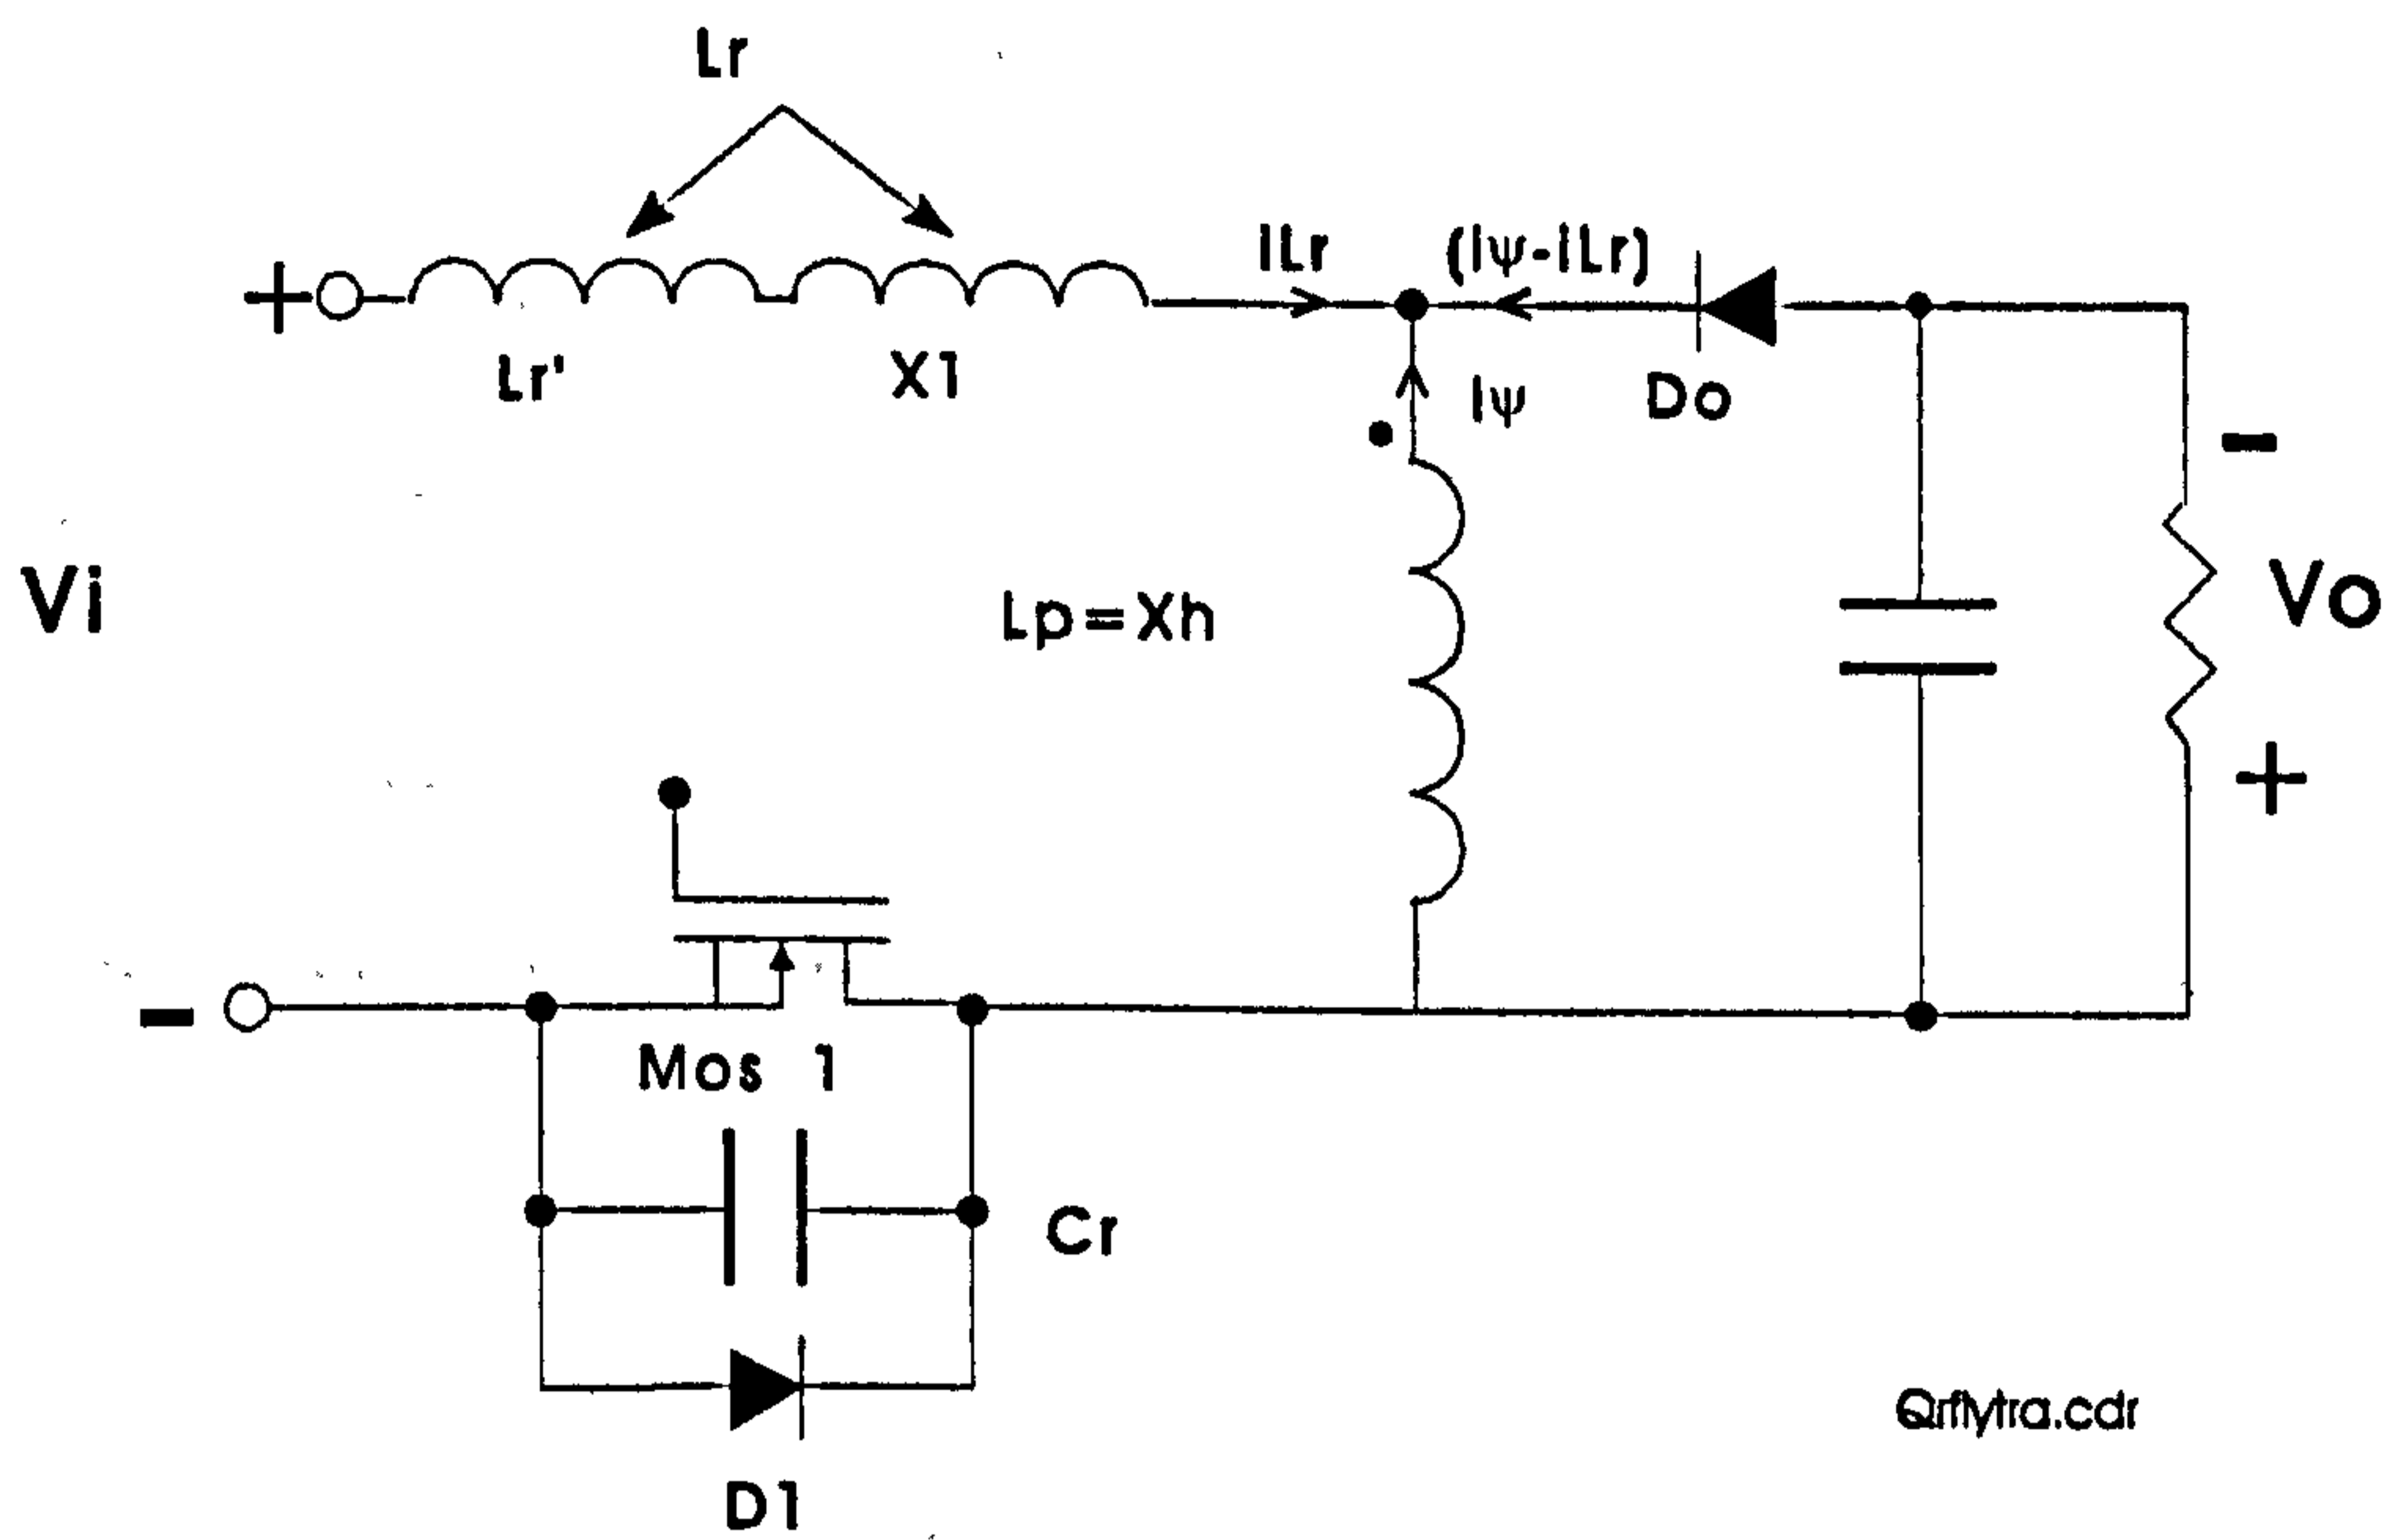 Lr
+
Lr'
X1
ILr
(Iψ-ILr)
Iψ
Do
-
Vi
Lp=Xh
Vo
+
-
Mos 1
Cr
D1
Qrflytra.cdr